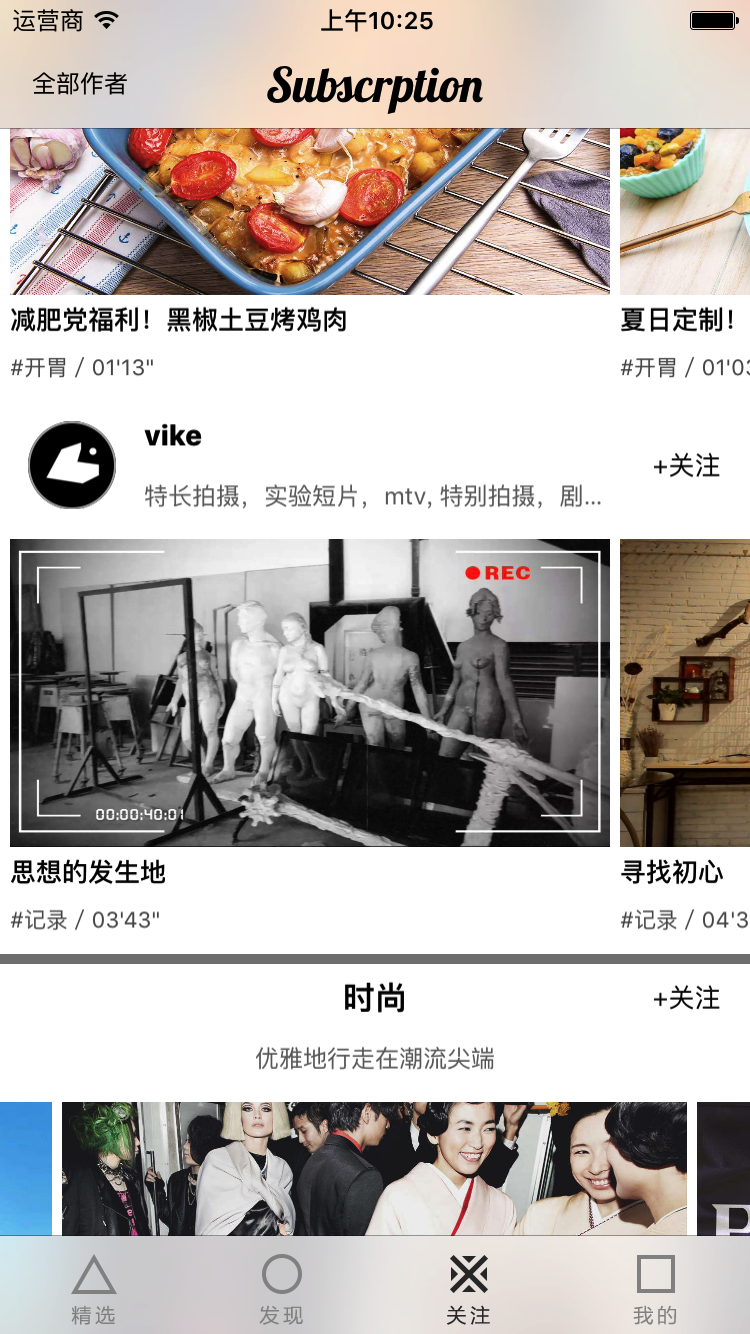 运营商
上午10:25
全部作者
Subscrption
减肥党福利！黑椒土豆烤鸡肉
夏日定制！
#开胃 / 01'13"
#开胃 / 01'03
vike
特长拍摄，实验短片，mtv, 特别拍摄，剧...
+关注
REC
00:00:40:01
思想的发生地
寻找初心
#记录 / 03'43"
#记录 / 04'3
时尚
+关注
优雅地行走在潮流尖端
精选
发现
关注
我的